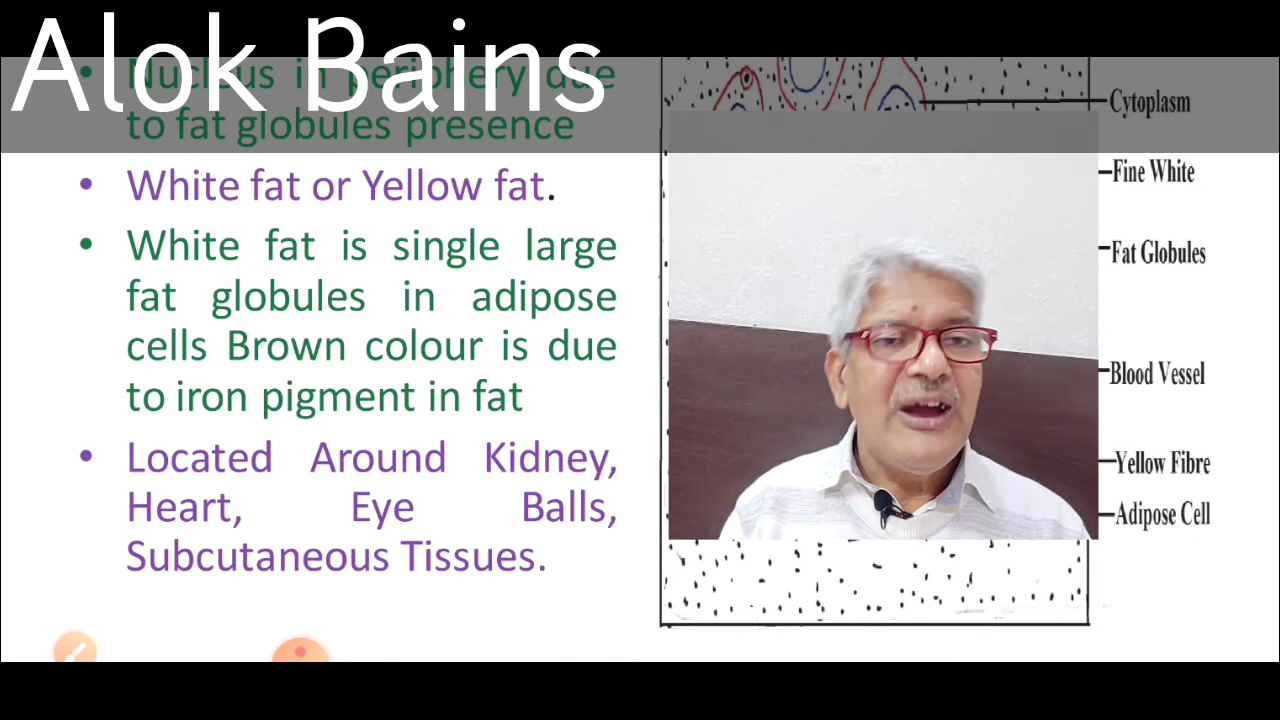 Alok Bains
• Nucleus in periphery due
to fat globules presence
• White fat or Yellow fat.
• White fat is single large
fat globules in adipose
cells Brown colour is due
to iron pigment in fat
• Located Around Kidney,
Heart, Eye Balls,
Subcutaneous Tissues.
Cytoplasm
Fine White
Fat Globules
Blood Vessel
Yellow Fibre
Adipose Cell